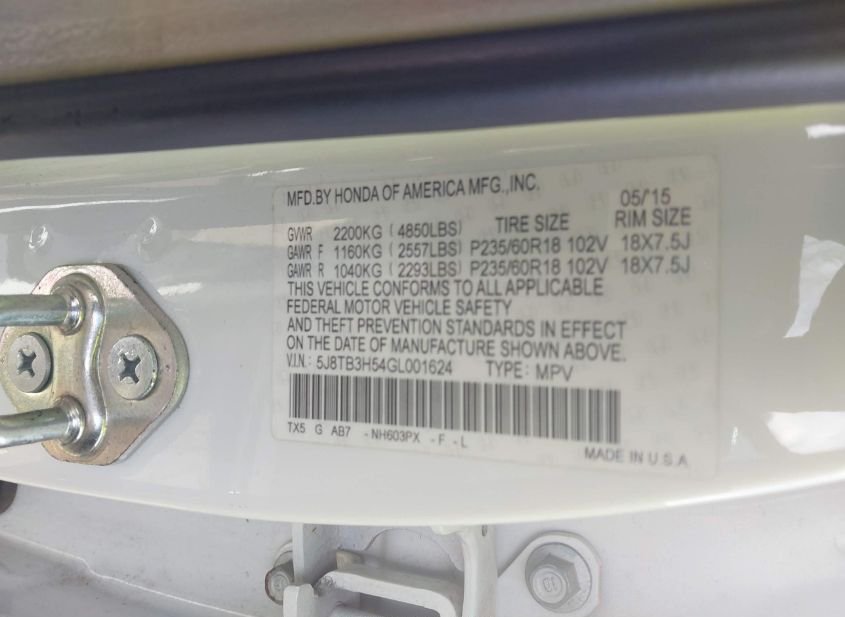 MFD.BY HONDA OF AMERICA MFG.,INC. 05/'15
GVWR 2200KG ( 4850LBS) TIRE SIZE RIM SIZE
GAWR F 1160KG ( 2557LBS) P235/60R18 102V 18X7.5J
GAWR R 1040KG ( 2293LBS) P235/60R18 102V 18X7.5J
THIS VEHICLE CONFORMS TO ALL APPLICABLE
FEDERAL MOTOR VEHICLE SAFETY
AND THEFT PREVENTION STANDARDS IN EFFECT
ON THE DATE OF MANUFACTURE SHOWN ABOVE.
V.I.N.: 5J8TB3H54GL001624 TYPE: MPV
TX5 G AB7 -NH603PX -F -L
MADE IN U.S.A